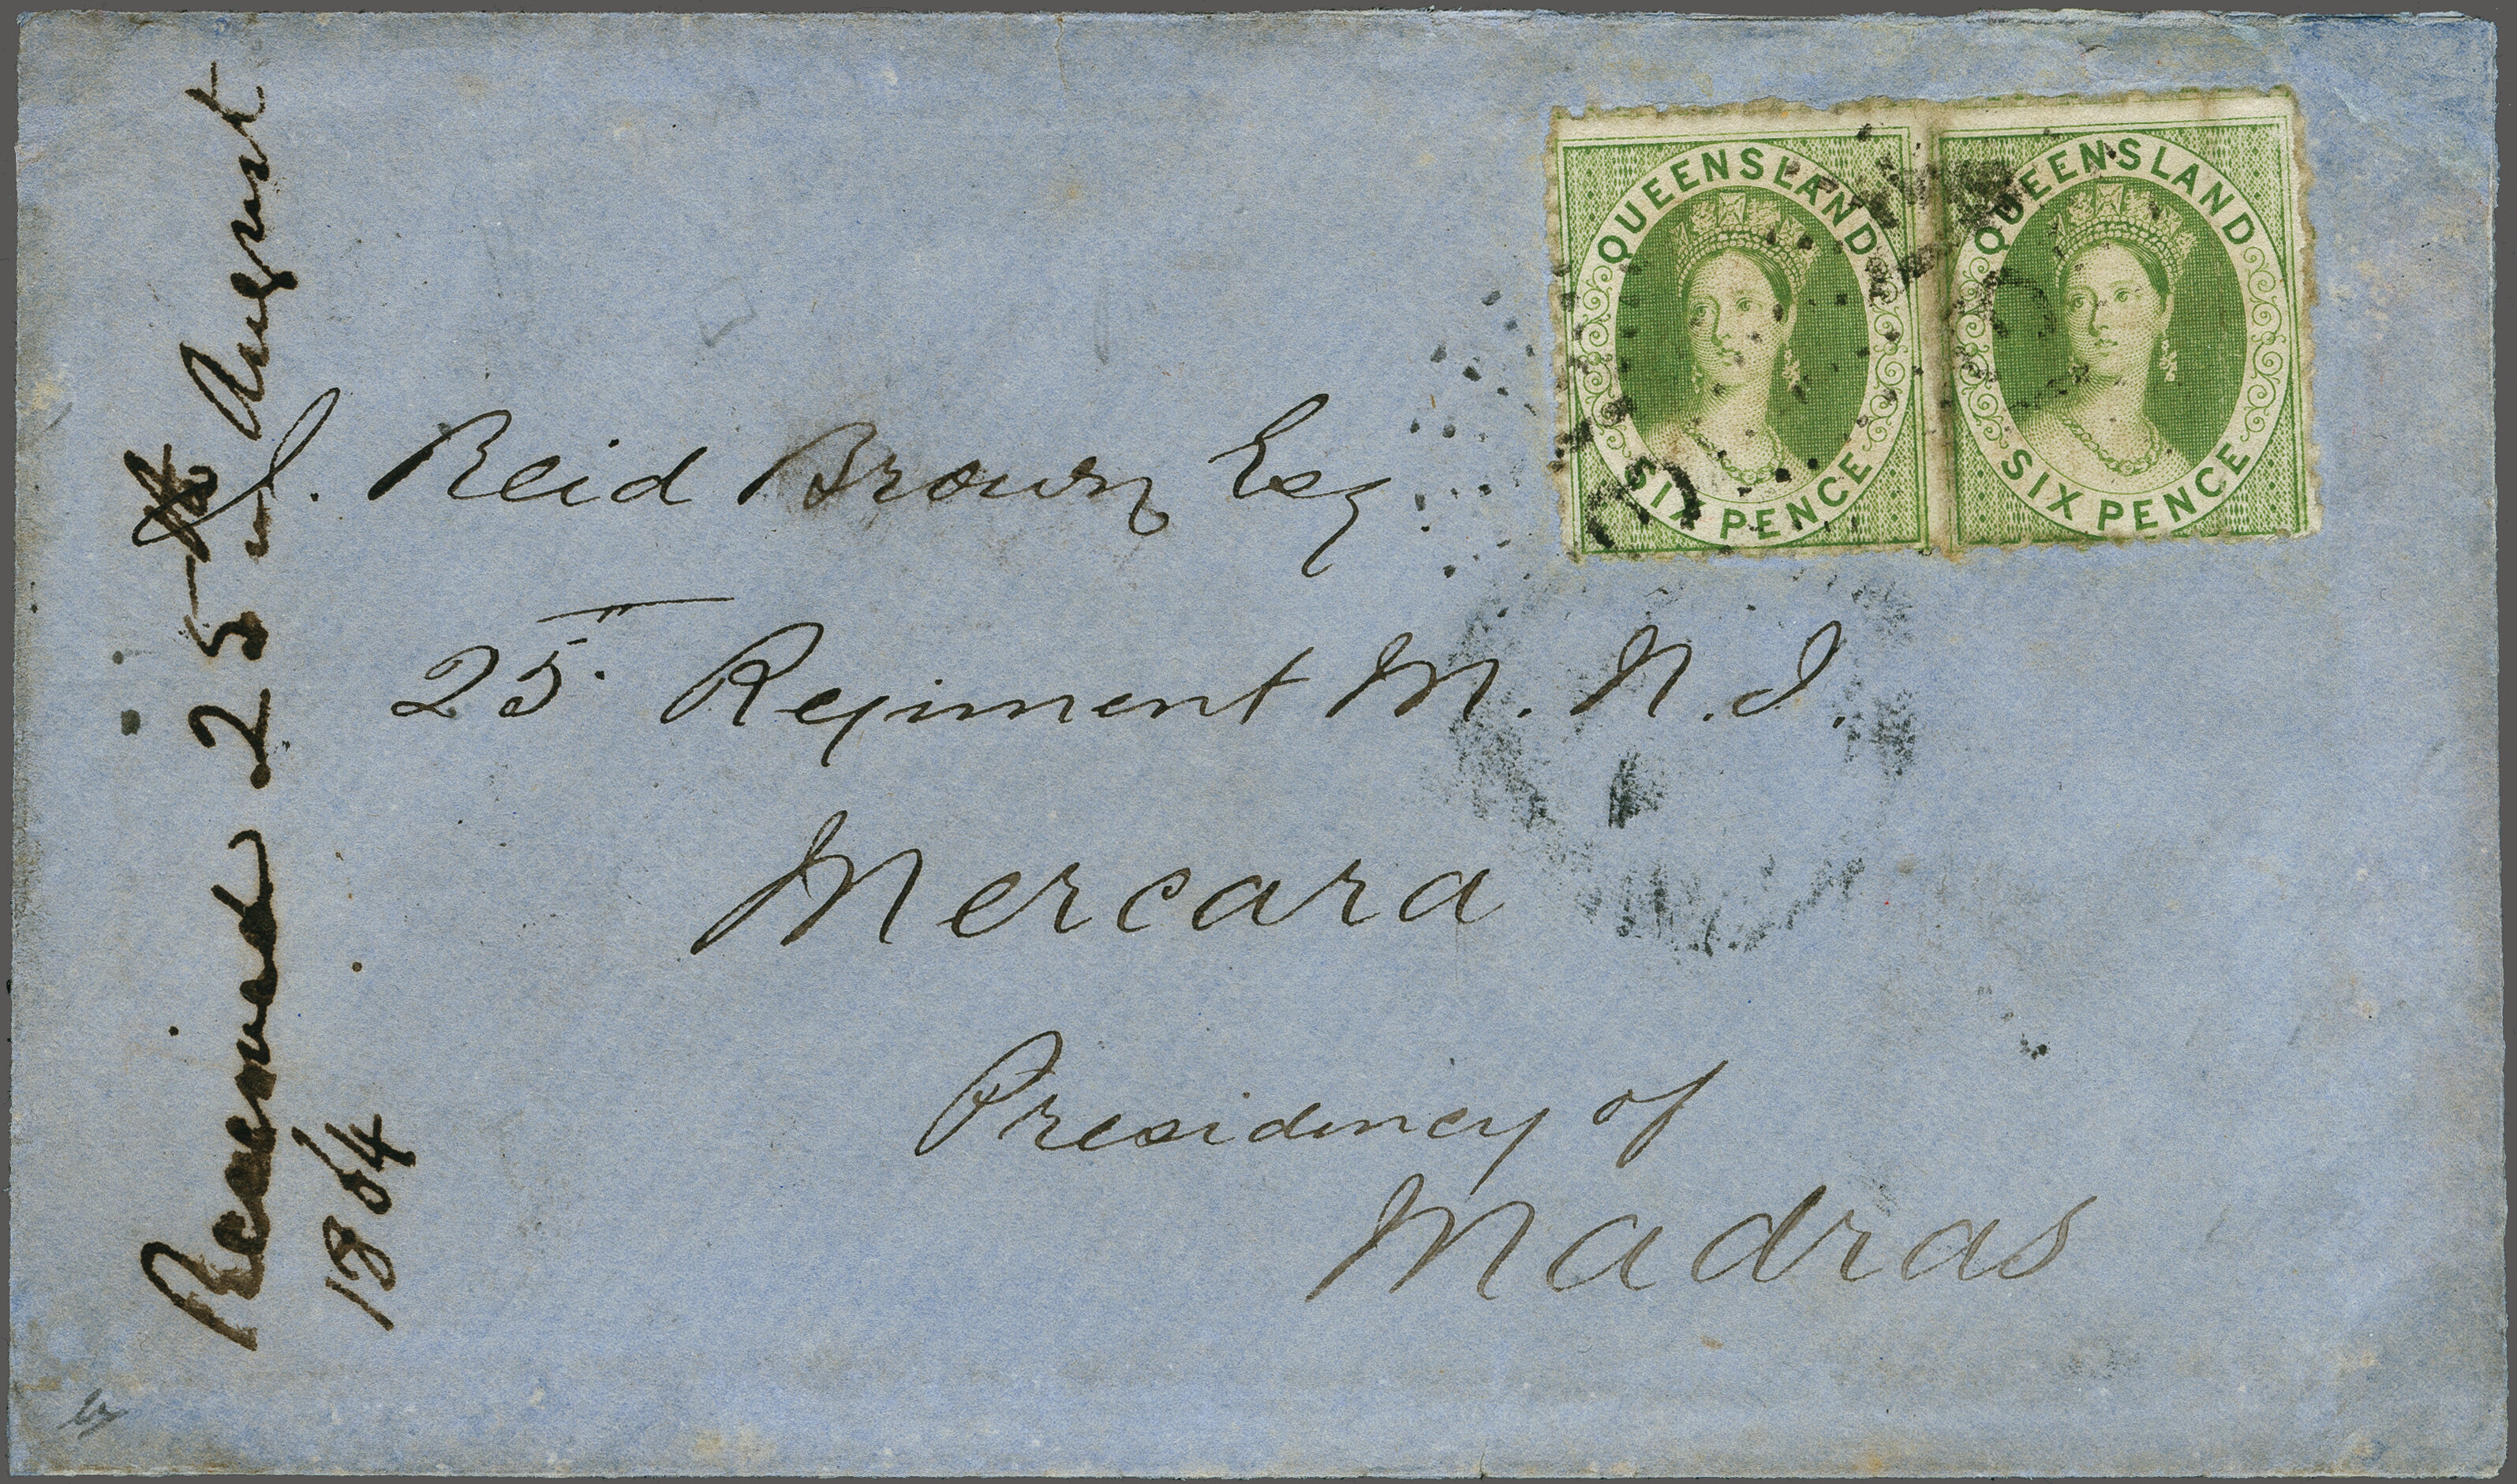 QUEENSLAND
SIX PENCE
QUEENSLAND
SIX PENCE
J. Reid Brown Esq
25th Regiment M. N. I.
Mercara
Presidency of
Madras
Received 25th August
1864